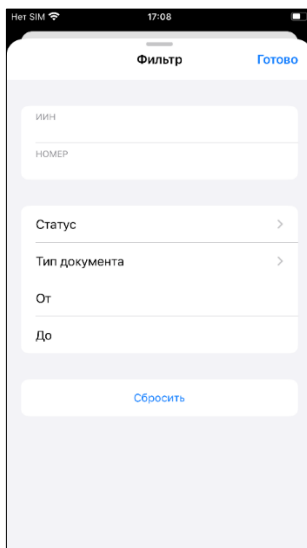 Нет SIM 17:08
Фильтр Готово
ИИН
НОМЕР
Статус
Тип документа
От
До
Сбросить